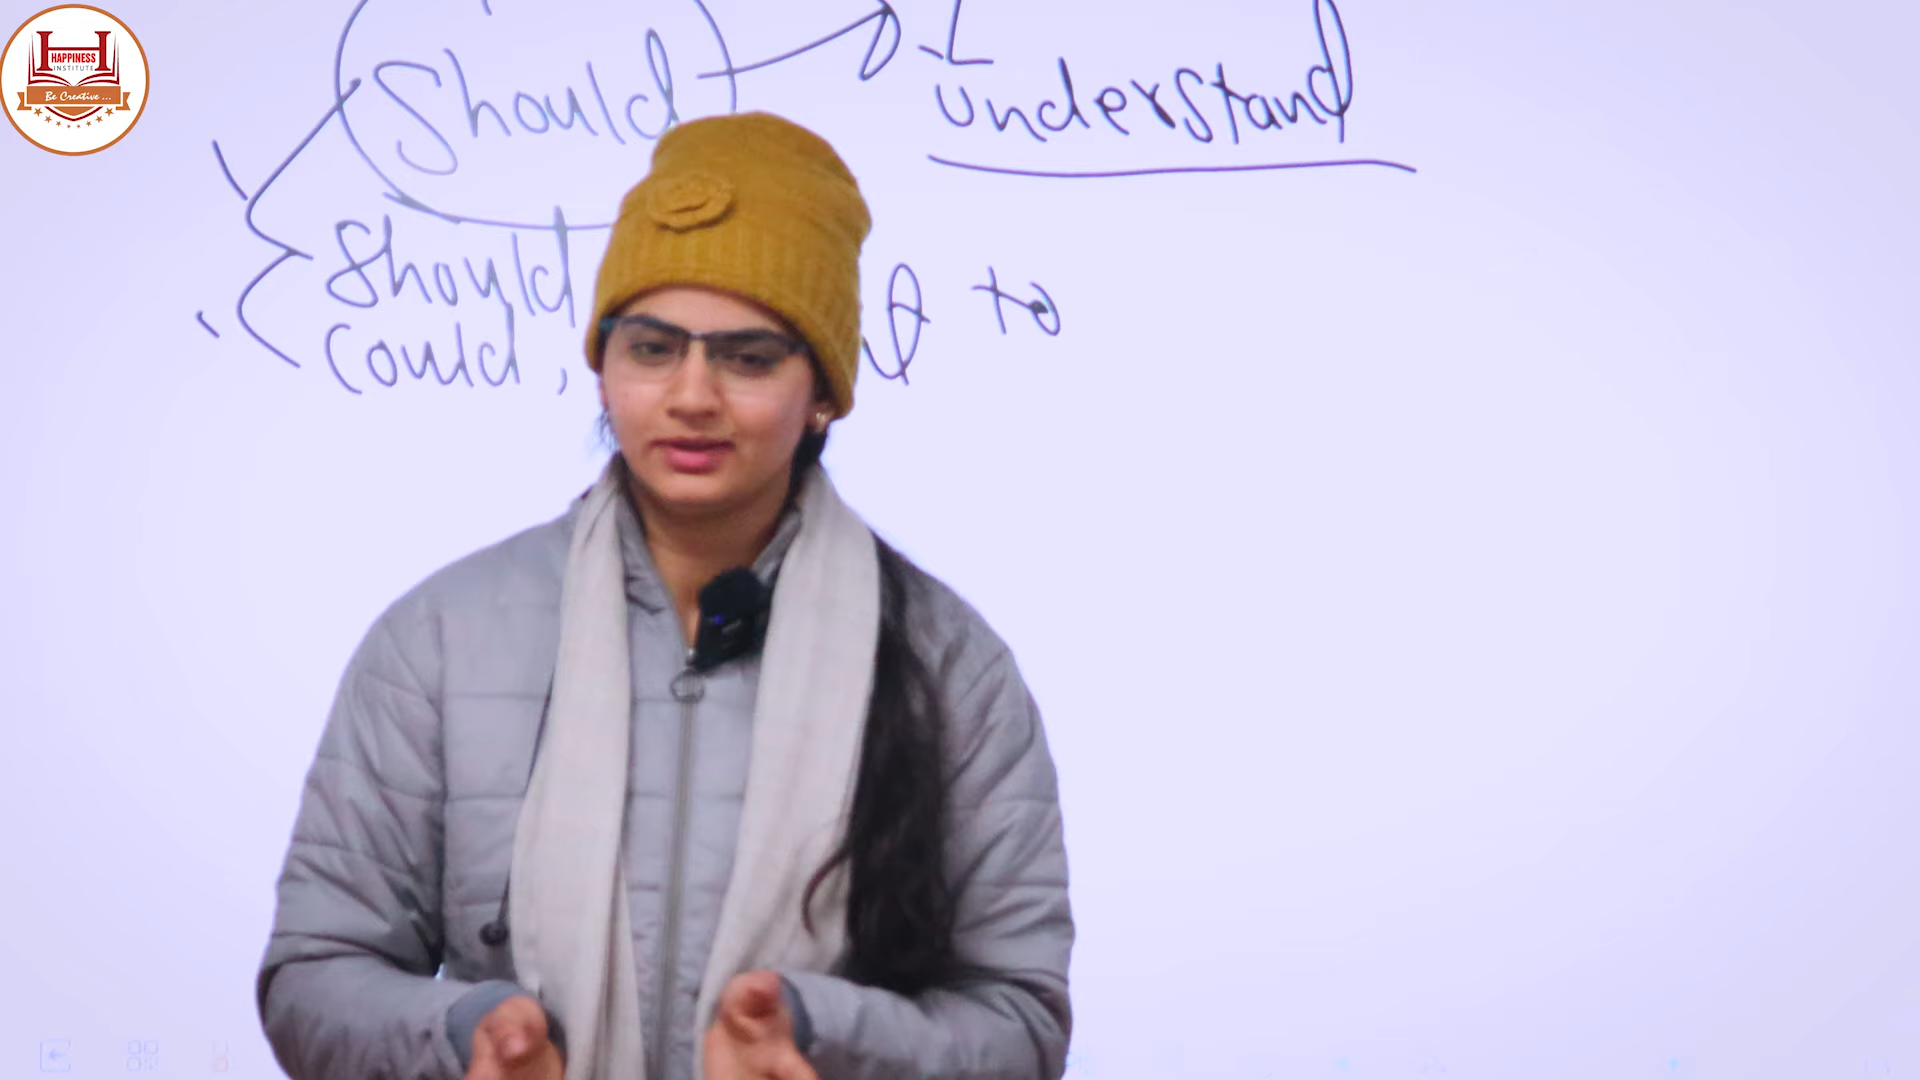 HAPPINESS
INSTITUTE
Be Creative ...
Should
understand
Should
to
Could,